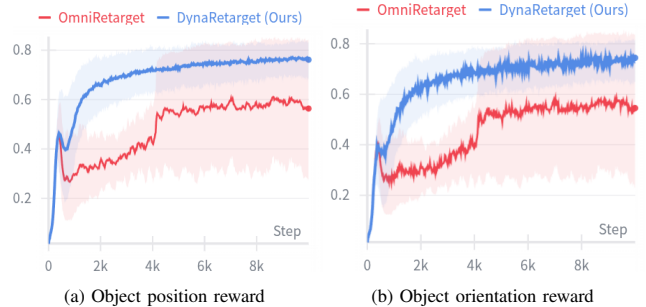 OmniRetarget DynaRetarget (Ours)
0.8
0.6
0.4
0.2
Step
0 2k 4k 6k 8k
(a) Object position reward
OmniRetarget DynaRetarget (Ours)
0.8
0.6
0.4
0.2
Step
0 2k 4k 6k 8k
(b) Object orientation reward